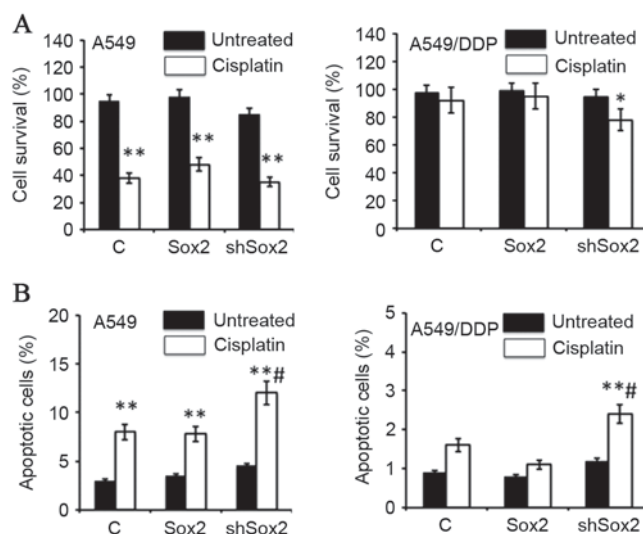 A
A549
Untreated
Cisplatin
Cell survival (%)
140
120
100
80
60
40
20
0
**
**
**
C
Sox2
shSox2
A549/DDP
Untreated
Cisplatin
Cell survival (%)
140
120
100
80
60
40
20
0
*
C
Sox2
shSox2
B
A549
Untreated
Cisplatin
Apoptotic cells (%)
20
15
10
5
0
**
**
**#
C
Sox2
shSox2
A549/DDP
Untreated
Cisplatin
Apoptotic cells (%)
5
4
3
2
1
0
**#
C
Sox2
shSox2